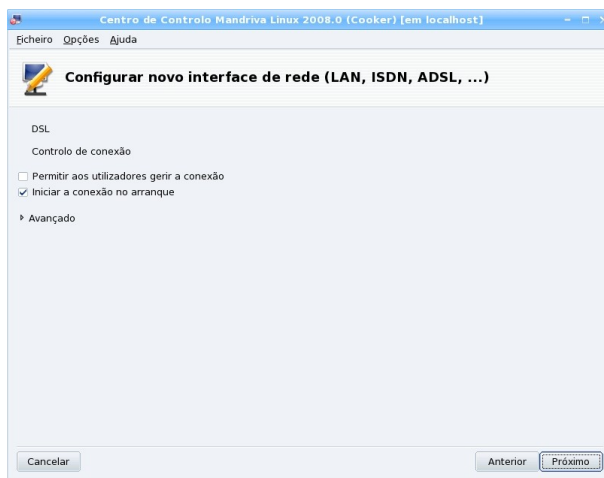 Centro de Controlo Mandriva Linux 2008.0 (Cooker) [em localhost]
Ficheiro Opções Ajuda
Configurar novo interface de rede (LAN, ISDN, ADSL, ...)
DSL
Controlo de conexão
Permitir aos utilizadores gerir a conexão
Iniciar a conexão no arranque
Avançado
Cancelar Anterior Próximo